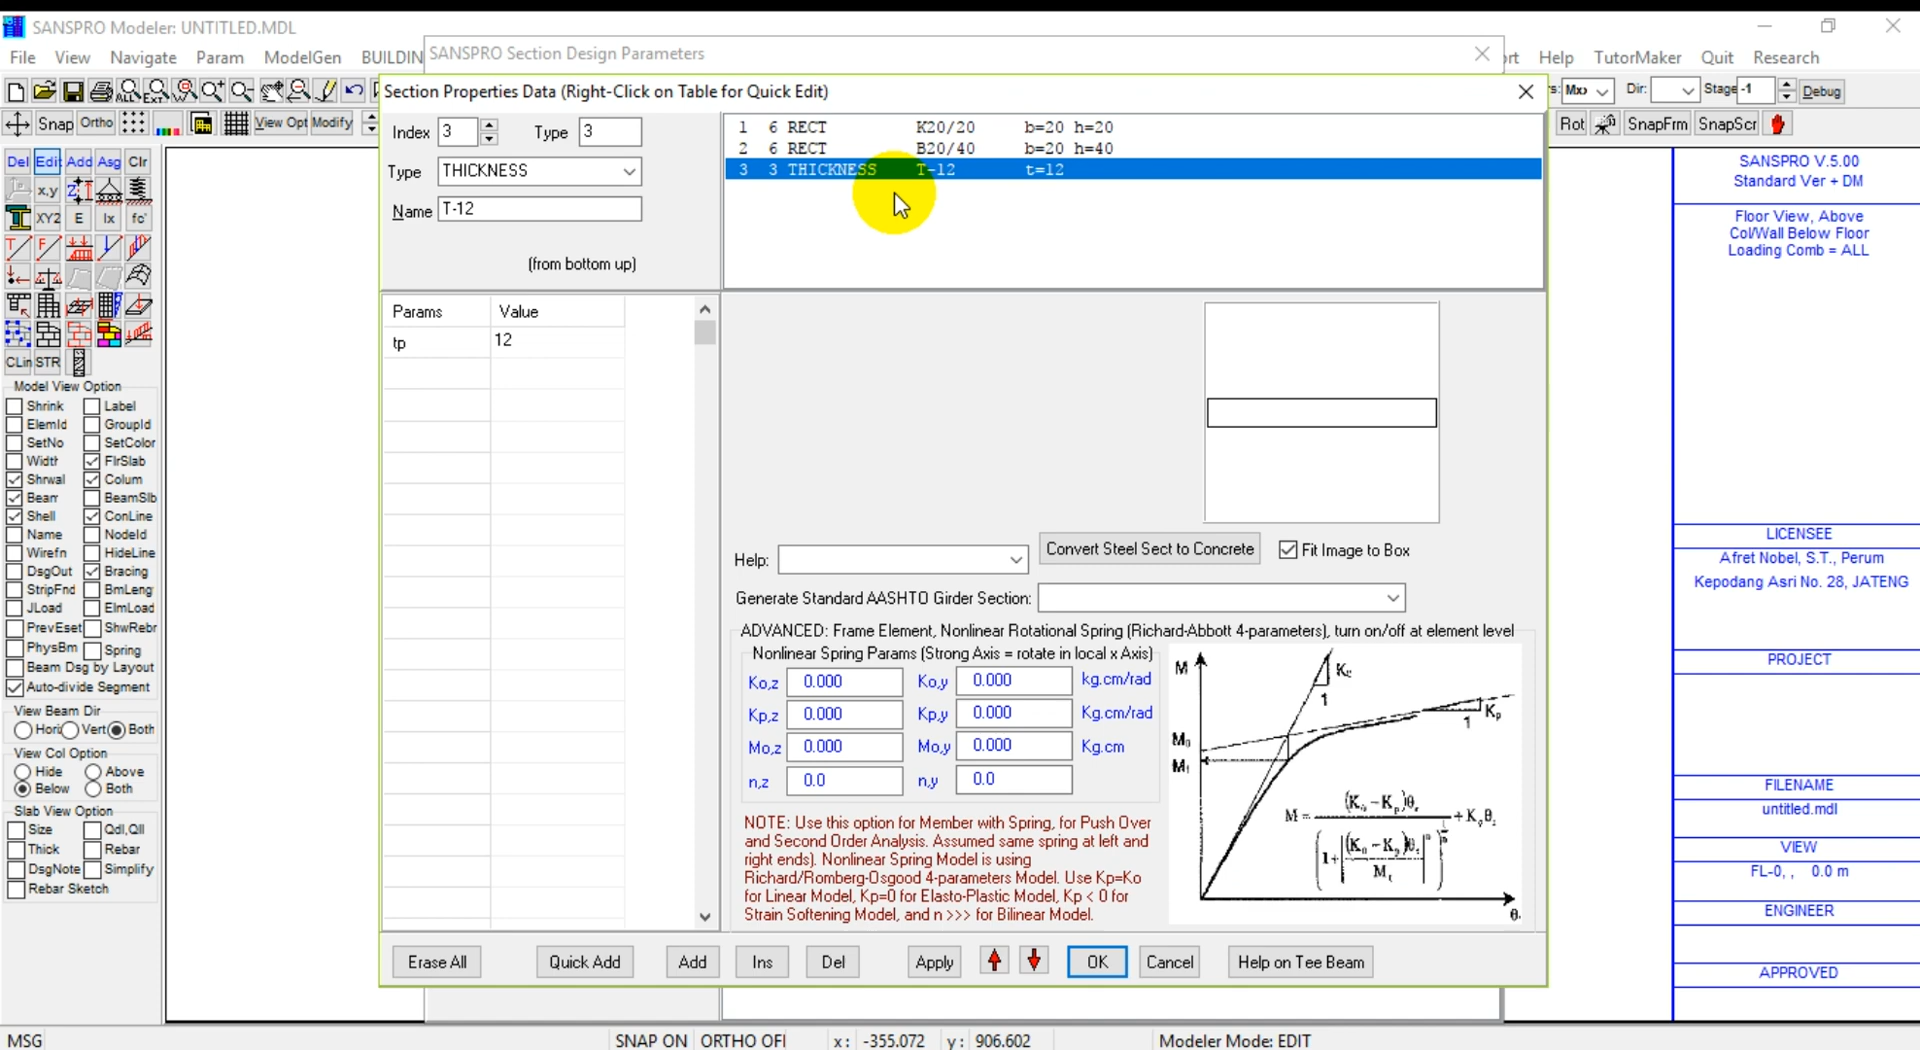 SANSPRO Modeler: UNTITLED.MDL
File View Navigate Param ModelGen BUILDIN
SANSPRO Section Design Parameters
Help TutorMaker Quit Research
Section Properties Data (Right-Click on Table for Quick Edit)
Mxx Dir: Stage -1 Debug
Snap Ortho View Opt Modify
Rot SnapFrm SnapScr
Index 3 Type 3
Type THICKNESS
Name T-12
(from bottom up)
1 6 RECT K20/20 b=20 h=20
2 6 RECT B20/40 b=20 h=40
3 3 THICKNESS T-12 t=12
Params Value
tp 12
Help: Convert Steel Sect to Concrete Fit Image to Box
Generate Standard AASHTO Girder Section:
ADVANCED: Frame Element, Nonlinear Rotational Spring (Richard-Abbott 4-parameters), turn on/off at element level
Nonlinear Spring Params (Strong Axis = rotate in local x Axis)
Ko,z 0.000 Ko,y 0.000 kg.cm/rad
Kp,z 0.000 Kp,y 0.000 Kg.cm/rad
Mo,z 0.000 Mo,y 0.000 Kg.cm
n,z 0.0 n,y 0.0
NOTE: Use this option for Member with Spring, for Push Over
and Second Order Analysis. Assumed same spring at left and
right ends). Nonlinear Spring Model is using
Richard/Romberg-Osgood 4-parameters Model. Use Kp=Ko
for Linear Model, Kp=0 for Elasto-Plastic Model, Kp < 0 for
Strain Softening Model, and n >>> for Bilinear Model.
Erase All Quick Add Add Ins Del Apply OK Cancel Help on Tee Beam
Del Edit Add Asg Clr
x,y
XY2 E Ix fc'
CLin STR
Model View Option
Shrink Label
ElemId GroupId
SetNo SetColor
FlrSlab
Shrwal Colum
BeamSlb
Shell ConLine
Name NodeId
Wirefn HideLine
DsgOut Bracing
StripFnd BmLeng
JLoad ElmLoad
PrevEset ShwRebr
PhysBm Spring
Beam Dsg by Layout
Auto-divide Segment
View Beam Dir
Hori Vert Both
View Col Option
Hide Above
Below Both
Slab View Option
Size Qdl,Qll
Thick Rebar
DsgNote Simplify
Rebar Sketch
SANSPRO V.5.00
Standard Ver + DM
Floor View, Above
Col/Wall Below Floor
Loading Comb = ALL
LICENSEE
Afret Nobel, S.T., Perum
Kepodang Asri No. 28, JATENG
PROJECT
FILENAME
untitled.mdl
VIEW
FL-0, , 0.0 m
ENGINEER
APPROVED
MSG SNAP ON ORTHO OFF x: -355.072 y: 906.602 Modeler Mode: EDIT